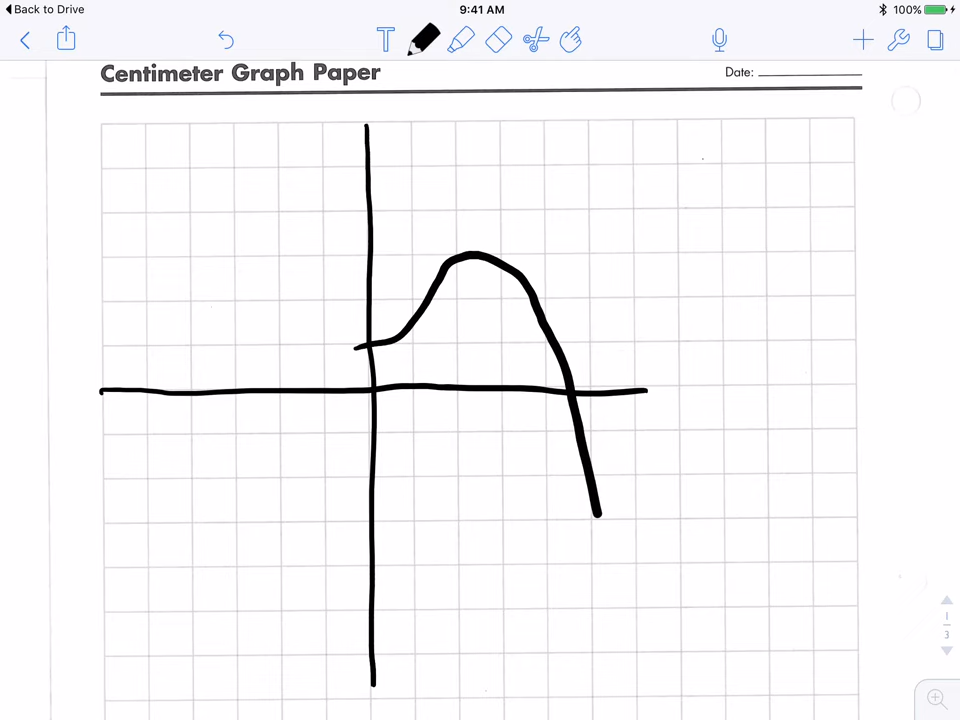 Back to Drive
9:41 AM
100%
T
Centimeter Graph Paper
Date:
1
3